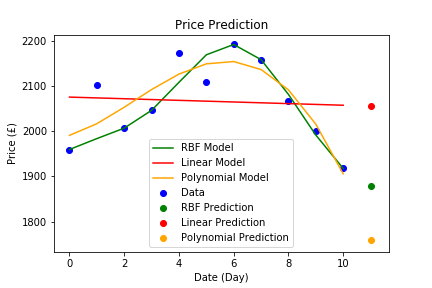 Price Prediction
2200
2100
2000
1900
1800
Price (£)
0
2
4
6
8
10
Date (Day)
RBF Model
Linear Model
Polynomial Model
Data
RBF Prediction
Linear Prediction
Polynomial Prediction